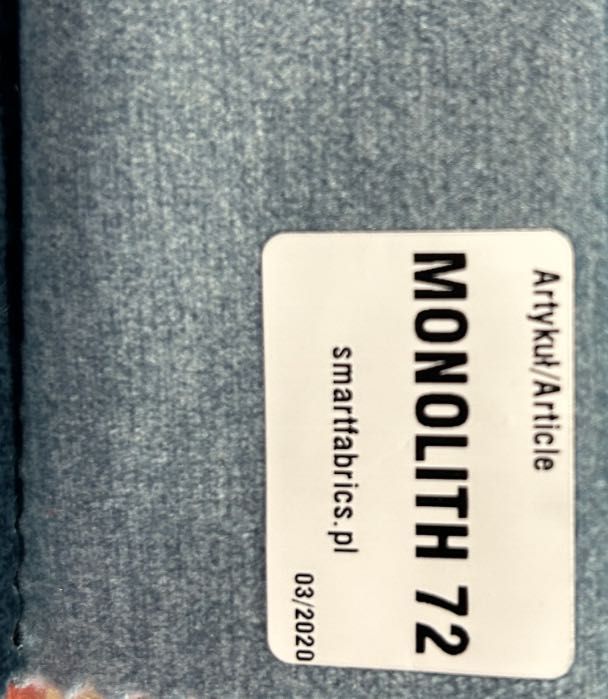 Artykuł/Article
MONOLITH 72
smartfabrics.pl
03/2020